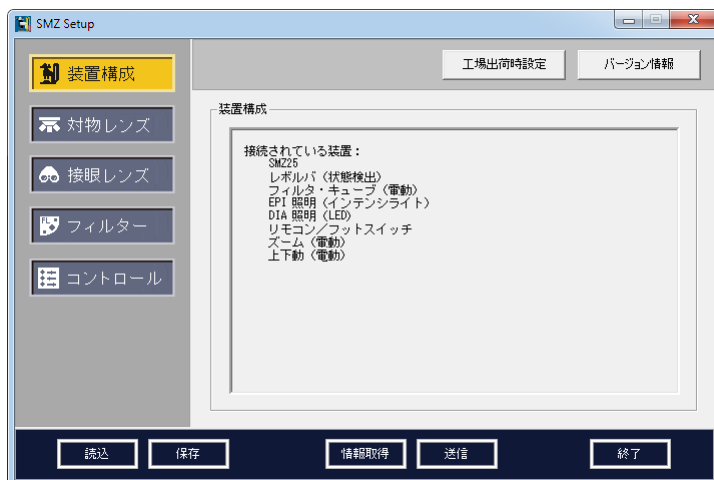 SMZ Setup
装置構成
対物レンズ
接眼レンズ
フィルター
コントロール
工場出荷時設定
バージョン情報
装置構成
接続されている装置：
SMZ25
レボルバ（状態検出）
フィルタ・キューブ（電動）
EPI 照明（インテンシライト）
DIA 照明（LED）
リモコン／フットスイッチ
ズーム（電動）
上下動（電動）
読込
保存
情報取得
送信
終了